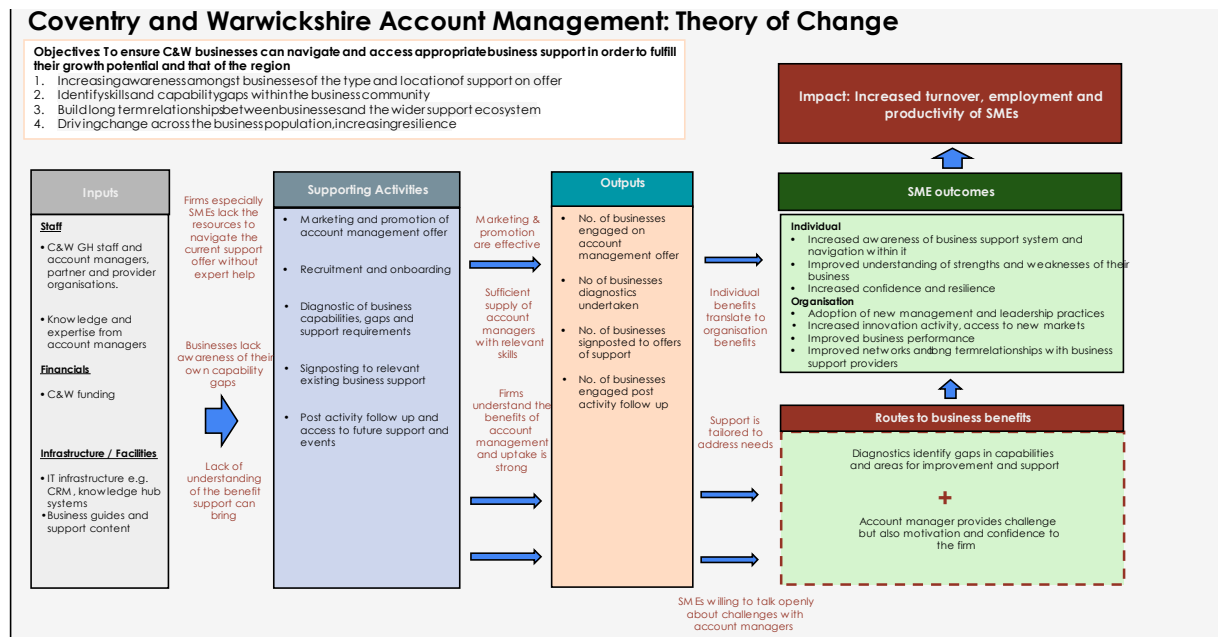 Coventry and Warwickshire Account Management: Theory of Change
Objectives: To ensure C&W businesses can navigate and access appropriate business support in order to fulfill
their growth potential and that of the region
1. Increasing awareness amongst businesses of the type and location of support on offer
2. Identify skills and capability gaps within the business community
3. Build long term relationships between businesses and the wider support ecosystem
4. Driving change across the business population, increasing resilience
Impact: Increased turnover, employment and
productivity of SMEs
Inputs
Staff
• C&W GH staff and
account managers,
partner and provider
organisations.
• Knowledge and
expertise from
account managers
Financials
• C&W funding
Infrastructure / Facilities
• IT infrastructure e.g.
CRM, knowledge hub
systems
• Business guides and
support content
Firms especially
SMEs lack the
resources to
navigate the
current support
offer without
expert help
Businesses lack
awareness of their
own capability
gaps
Lack of
understanding
of the benefit
support can
bring
Supporting Activities
• Marketing and promotion of
account management offer
• Recruitment and onboarding
• Diagnostic of business
capabilities, gaps and
support requirements
• Signposting to relevant
existing business support
• Post activity follow up and
access to future support and
events
Marketing &
promotion
are effective
Sufficient
supply of
account
managers
with relevant
skills
Firms
understand the
benefits of
account
management
and uptake is
strong
Outputs
• No. of businesses
engaged on
account
management offer
• No of businesses
diagnostics
undertaken
• No. of businesses
signposted to offers
of support
• No. of businesses
engaged post
activity follow up
Individual
benefits
translate to
organisation
benefits
Support is
tailored to
address needs
SMEs willing to talk openly
about challenges with
account managers
SME outcomes
Individual
• Increased awareness of business support system and
navigation within it
• Improved understanding of strengths and weaknesses of their
business
• Increased confidence and resilience
Organisation
• Adoption of new management and leadership practices
• Increased innovation activity, access to new markets
• Improved business performance
• Improved networks and long term relationships with business
support providers
Routes to business benefits
Diagnostics identify gaps in capabilities
and areas for improvement and support
+
Account manager provides challenge
but also motivation and confidence to
the firm